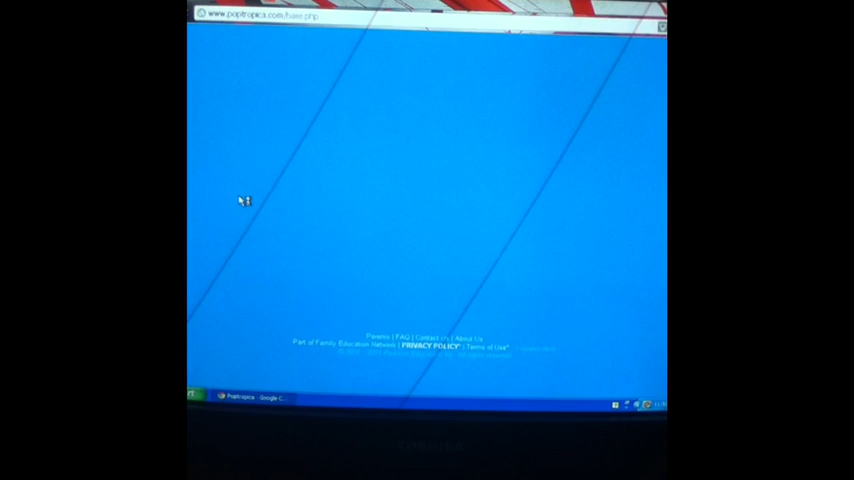 www.poptropica.com/base.php
Parents | FAQ | Contact Us | About Us
Part of Family Education Network | PRIVACY POLICY* | Terms of Use*
Poptropica - Google C...